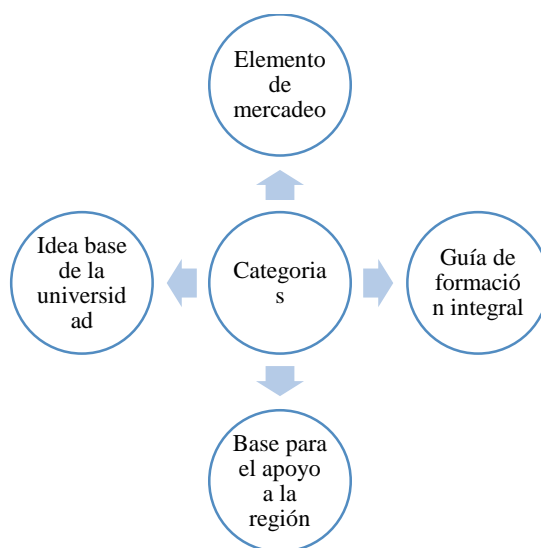 Elemento
de
mercadeo
Idea base
de la
universid
ad
Categoria
s
Guía de
formació
n integral
Base para
el apoyo
a la
región